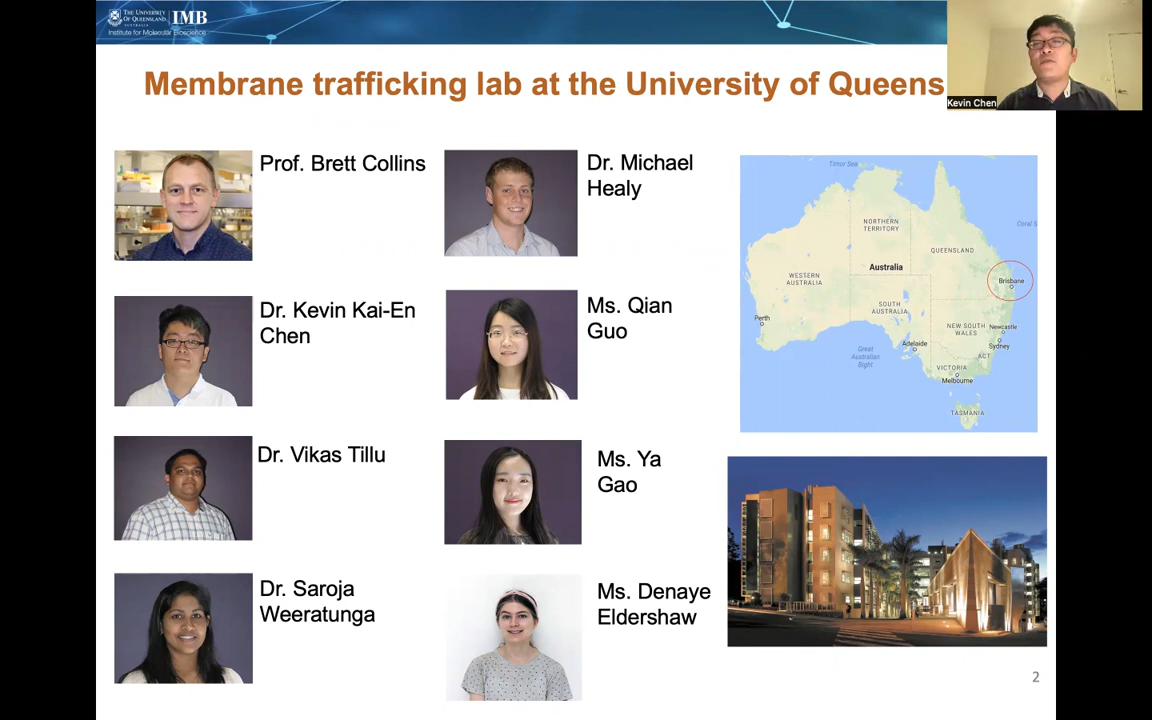 THE UNIVERSITY
OF QUEENSLAND
AUSTRALIA
IMB
Institute for Molecular Bioscience
Membrane trafficking lab at the University of Queens
Kevin Chen
Prof. Brett Collins
Dr. Michael
Healy
Dr. Kevin Kai-En
Chen
Ms. Qian
Guo
Dr. Vikas Tillu
Ms. Ya
Gao
Dr. Saroja
Weeratunga
Ms. Denaye
Eldershaw
Timor Sea
Coral S
NORTHERN
TERRITORY
QUEENSLAND
Australia
WESTERN
AUSTRALIA
Brisbane
SOUTH
AUSTRALIA
Perth
NEW SOUTH
WALES
Newcastle
Sydney
Adelaide
Great
Australian
Bight
ACT
VICTORIA
Melbourne
TASMANIA
2